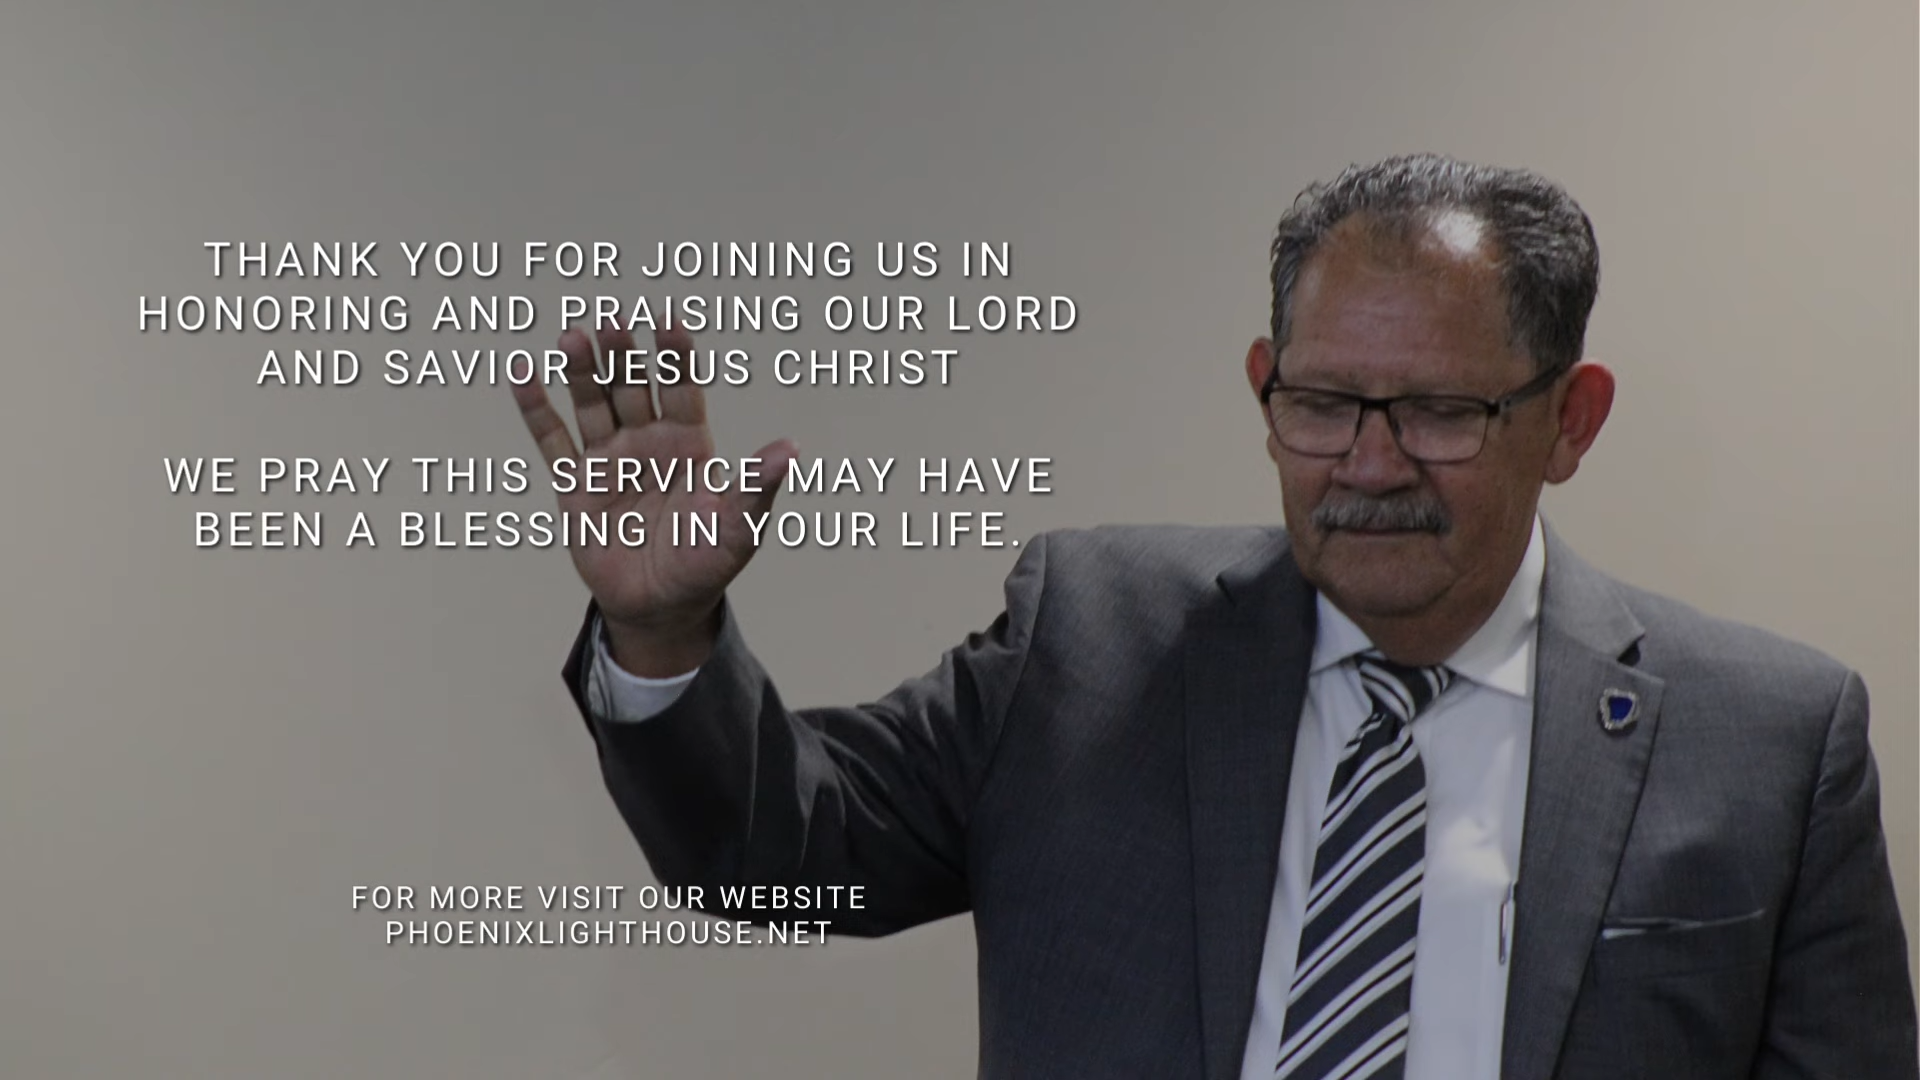 THANK YOU FOR JOINING US IN
HONORING AND PRAISING OUR LORD
AND SAVIOR JESUS CHRIST
WE PRAY THIS SERVICE MAY HAVE
BEEN A BLESSING IN YOUR LIFE.
FOR MORE VISIT OUR WEBSITE
PHOENIXLIGHTHOUSE.NET